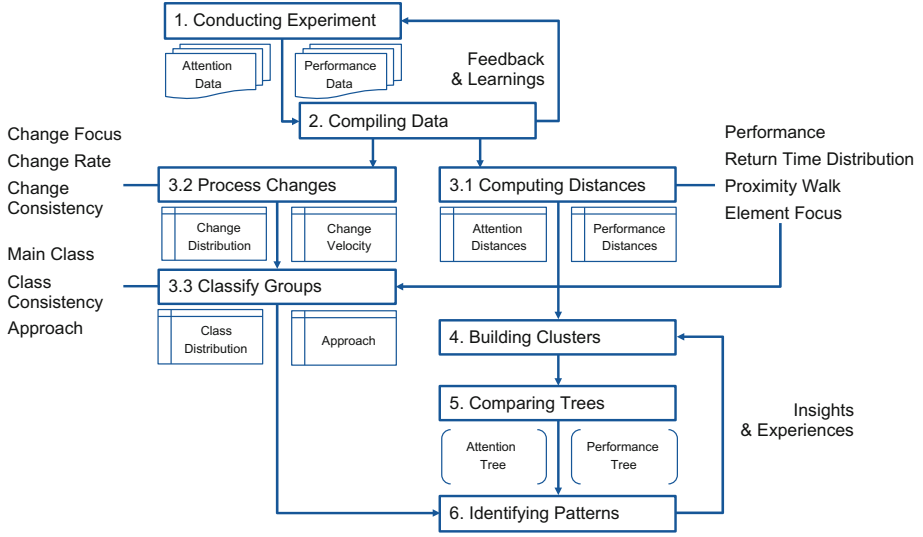 1. Conducting Experiment
Attention
Data
Performance
Data
Feedback
& Learnings
2. Compiling Data
Change Focus
Change Rate
Change
Consistency
3.2 Process Changes
3.1 Computing Distances
Performance
Return Time Distribution
Proximity Walk
Element Focus
Change
Distribution
Change
Velocity
Attention
Distances
Performance
Distances
Main Class
Class
Consistency
Approach
3.3 Classify Groups
Class
Distribution
Approach
4. Building Clusters
5. Comparing Trees
Insights
& Experiences
Attention
Tree
Performance
Tree
6. Identifying Patterns